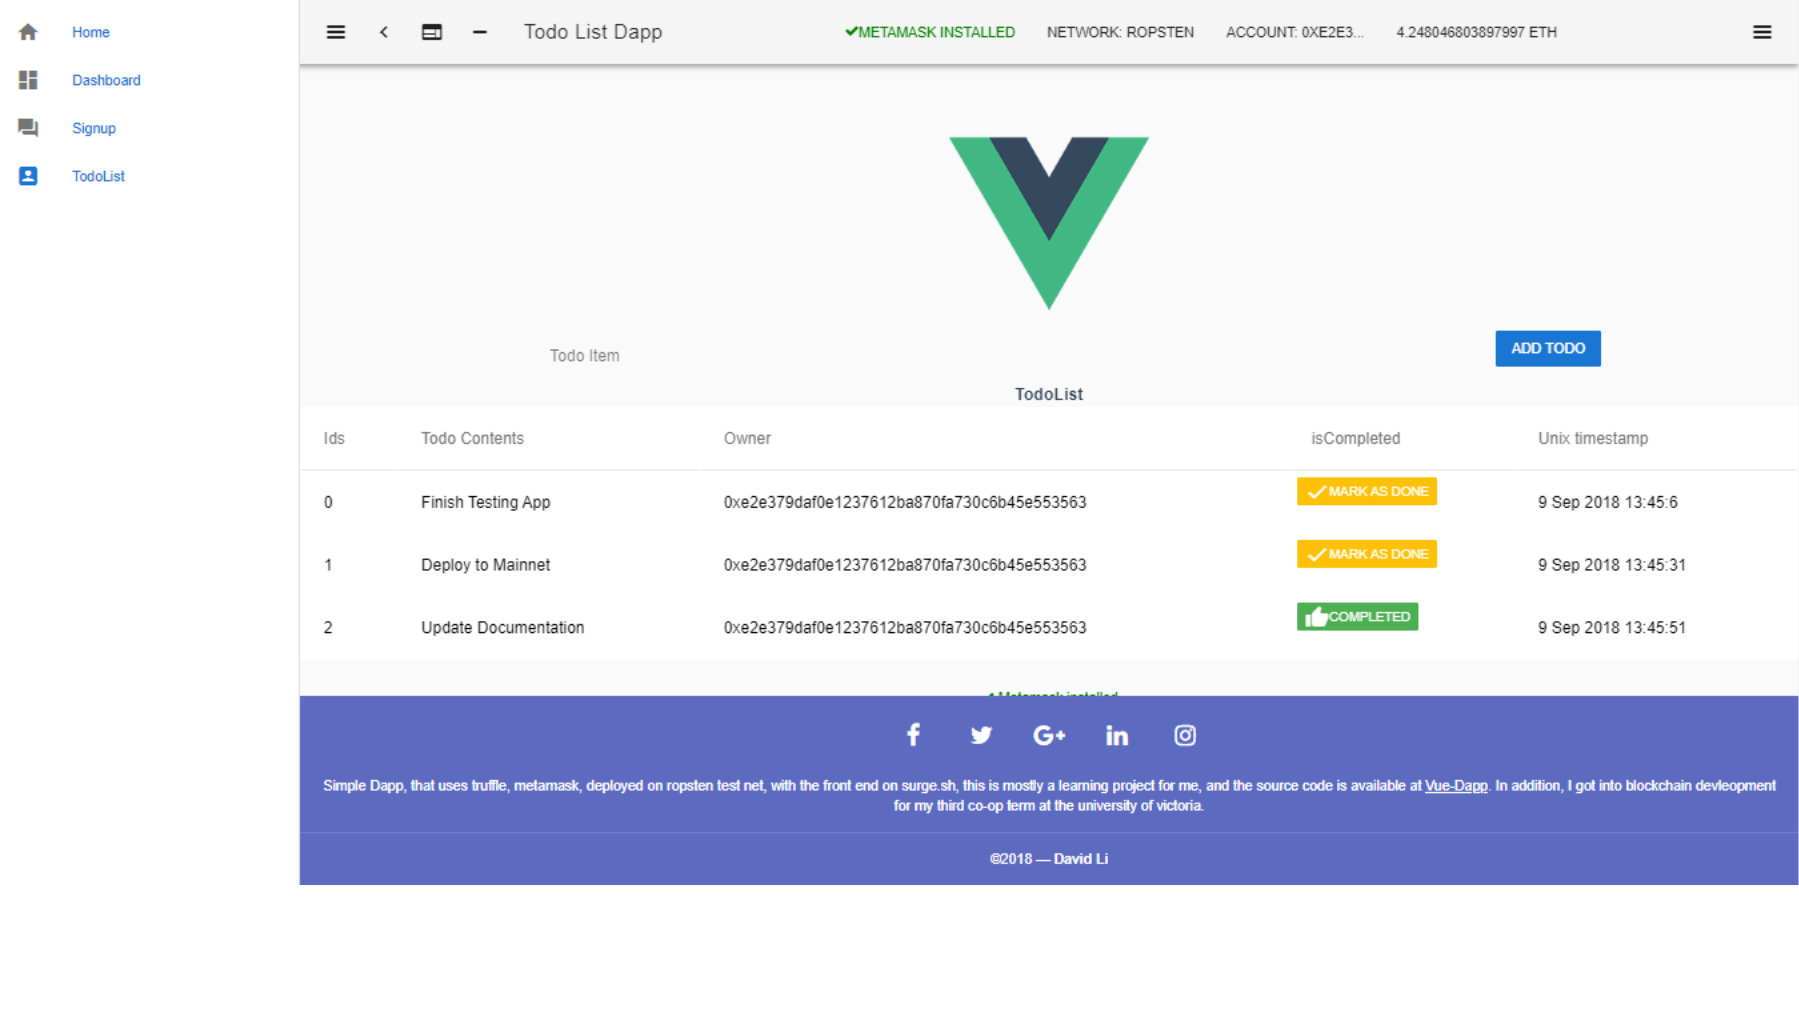 Home
Dashboard
Signup
TodoList
Todo List Dapp
METAMASK INSTALLED
NETWORK: ROPSTEN
ACCOUNT: 0XE2E3...
4.248046803897997 ETH
Todo Item
ADD TODO
TodoList
Ids Todo Contents Owner isCompleted Unix timestamp
0 Finish Testing App 0xe2e379daf0e1237612ba870fa730c6b45e553563 MARK AS DONE 9 Sep 2018 13:45:6
1 Deploy to Mainnet 0xe2e379daf0e1237612ba870fa730c6b45e553563 MARK AS DONE 9 Sep 2018 13:45:31
2 Update Documentation 0xe2e379daf0e1237612ba870fa730c6b45e553563 COMPLETED 9 Sep 2018 13:45:51
Metamask installed
Simple Dapp, that uses truffle, metamask, deployed on ropsten test net, with the front end on surge.sh, this is mostly a learning project for me, and the source code is available at Vue-Dapp. In addition, I got into blockchain devleopment
for my third co-op term at the university of victoria.
©2018 — David Li